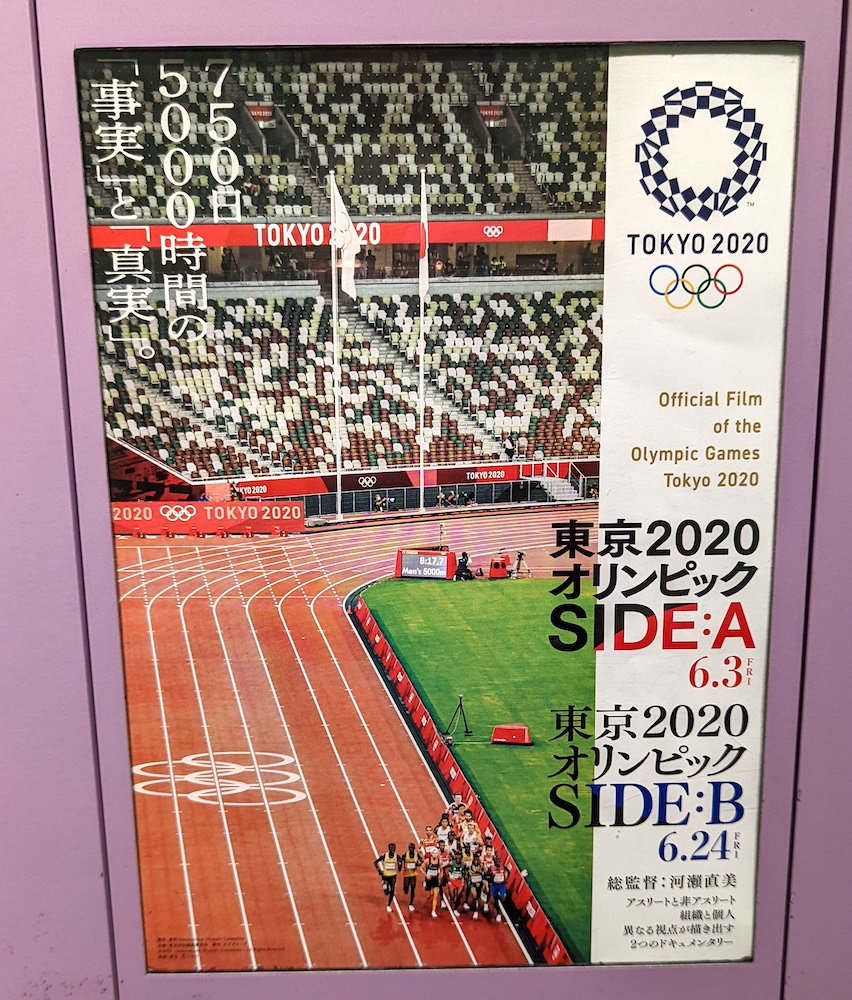 750日
5000時間の
「事実」と「真実」。
TOKYO 2020
TOKYO 2020
TOKYO 2020
TOKYO 2020
TOKYO 2020
2020 TOKYO 2020
8:17.7
Men's 5000m
TOKYO 2020
Official Film
of the
Olympic Games
Tokyo 2020
東京2020
オリンピック
SIDE:A
6.3 FRI
東京2020
オリンピック
SIDE:B
6.24 FRI
総監督:河瀬直美
アスリートと非アスリート
組織と個人
異なる視点が描き出す
2つのドキュメンタリー